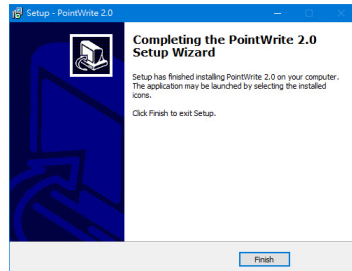 Setup - PointWrite 2.0
Completing the PointWrite 2.0
Setup Wizard
Setup has finished installing PointWrite 2.0 on your computer.
The application may be launched by selecting the installed
icons.
Click Finish to exit Setup.
Finish